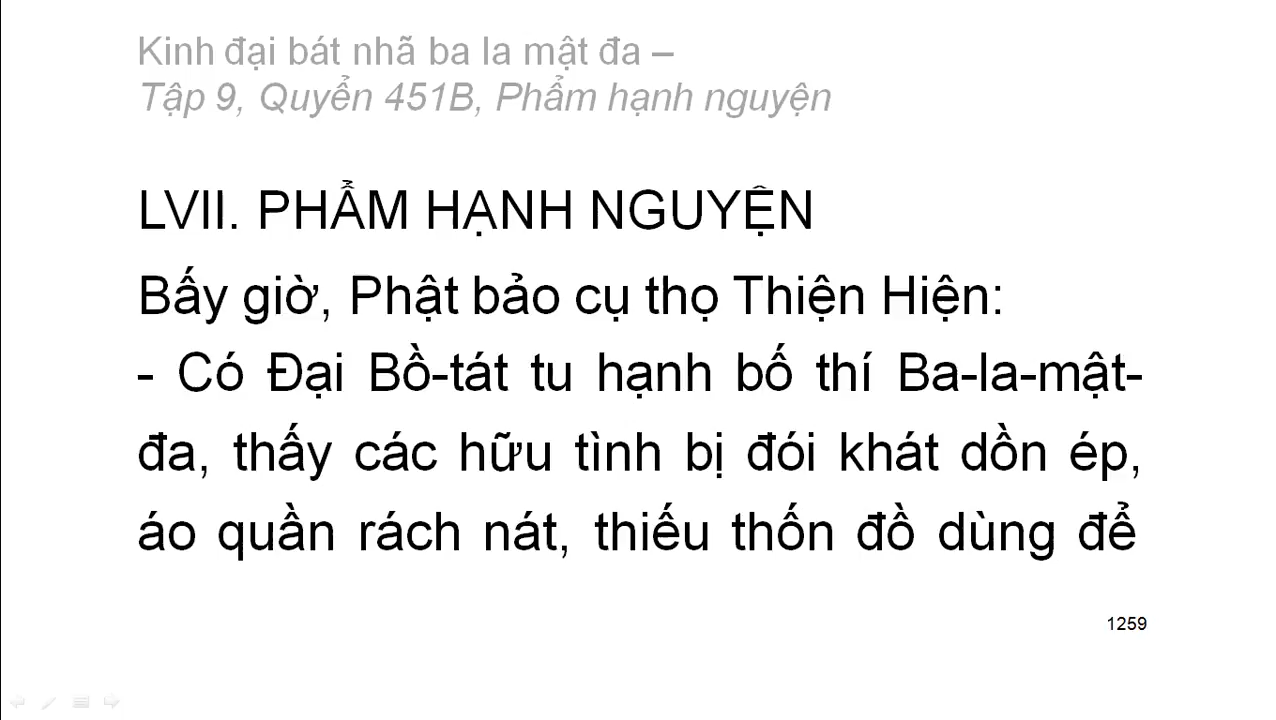 Kinh đại bát nhã ba la mật đa –
Tập 9, Quyển 451B, Phẩm hạnh nguyện
LVII. PHẨM HẠNH NGUYỆN
Bấy giờ, Phật bảo cụ thọ Thiện Hiện:
- Có Đại Bồ-tát tu hạnh bố thí Ba-la-mật-
đa, thấy các hữu tình bị đói khát dồn ép,
áo quần rách nát, thiếu thốn đồ dùng để
1259